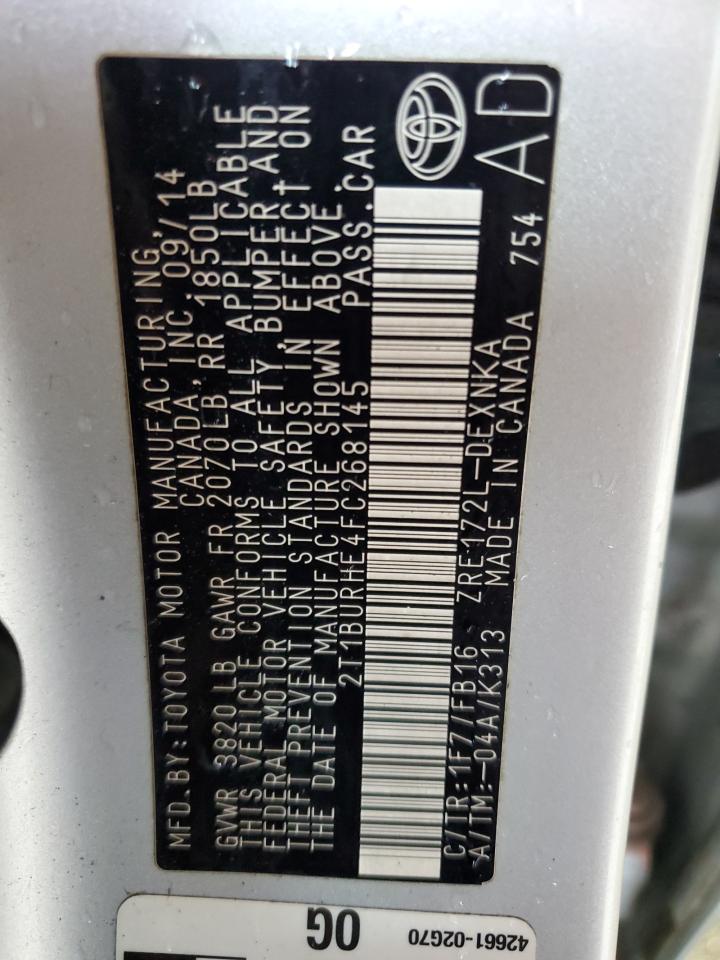 MFD. BY: TOYOTA MOTOR MANUFACTURING,
CANADA, INC. 09/14
GVWR 3820 LB GAWR FR 2070 LB, RR 1850LB
THIS VEHICLE CONFORMS TO ALL APPLICABLE
FEDERAL MOTOR VEHICLE SAFETY, BUMPER AND
THEFT PREVENTION STANDARDS IN EFFECT ON
THE DATE OF MANUFACTURE SHOWN ABOVE.
2T1BURHE4FC268145 PASS. CAR
C/TR:1F7/FB16 ZRE172L-DEXNKA
A/TM:-04A/K313 MADE IN CANADA 754
AD
42661-02G70
0G